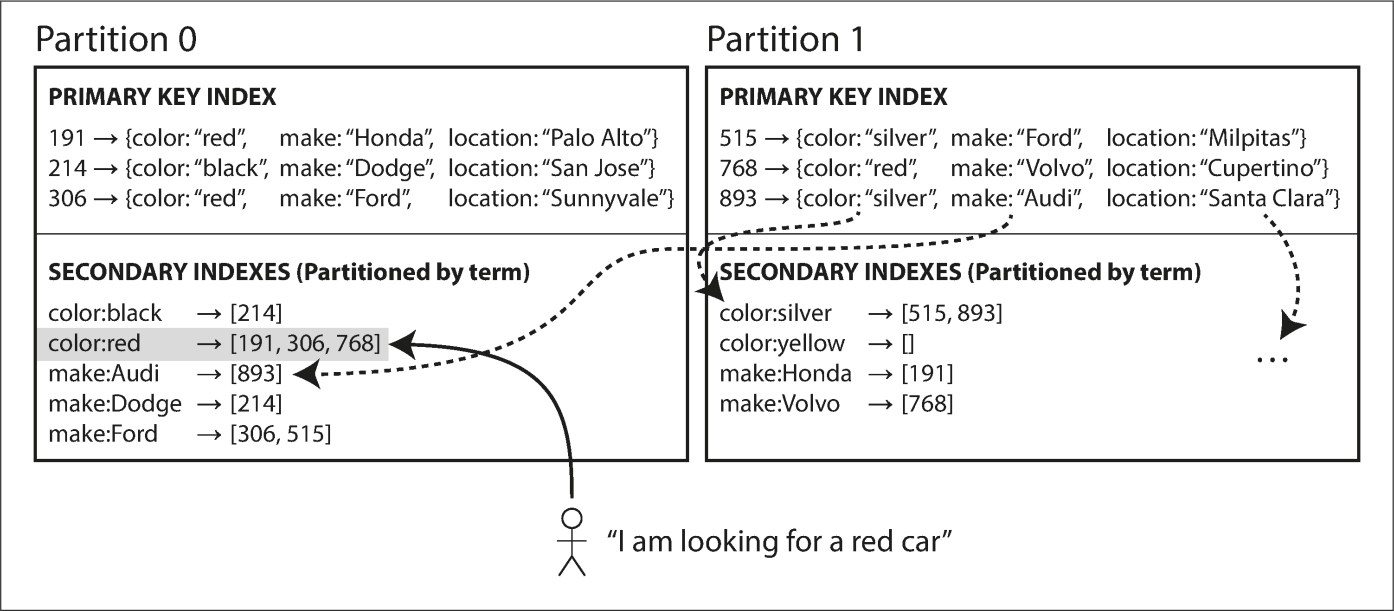 Partition 0
PRIMARY KEY INDEX
191 → {color: “red”, make: “Honda”, location: “Palo Alto”}
214 → {color: “black”, make: “Dodge”, location: “San Jose”}
306 → {color: “red”, make: “Ford”, location: “Sunnyvale”}
SECONDARY INDEXES (Partitioned by term)
color:black → [214]
color:red → [191, 306, 768]
make:Audi → [893]
make:Dodge → [214]
make:Ford → [306, 515]
Partition 1
PRIMARY KEY INDEX
515 → {color: “silver”, make: “Ford”, location: “Milpitas”}
768 → {color: “red”, make: “Volvo”, location: “Cupertino”}
893 → {color: “silver”, make: “Audi”, location: “Santa Clara”}
SECONDARY INDEXES (Partitioned by term)
color:silver → [515, 893]
color:yellow → []
make:Honda → [191]
make:Volvo → [768]
...
“I am looking for a red car”